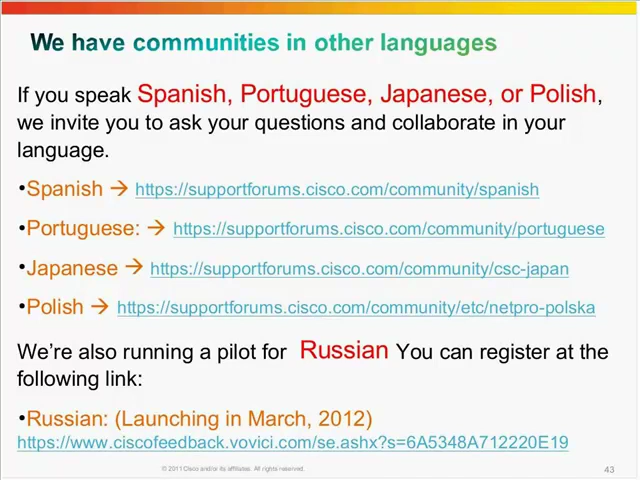 We have communities in other languages
If you speak Spanish, Portuguese, Japanese, or Polish,
we invite you to ask your questions and collaborate in your
language.
•Spanish → https://supportforums.cisco.com/community/spanish
•Portuguese: → https://supportforums.cisco.com/community/portuguese
•Japanese → https://supportforums.cisco.com/community/csc-japan
•Polish → https://supportforums.cisco.com/community/etc/netpro-polska
We're also running a pilot for Russian You can register at the
following link:
•Russian: (Launching in March, 2012)
https://www.ciscofeedback.vovici.com/se.ashx?s=6A5348A712220E19
© 2011 Cisco and/or its affiliates. All rights reserved. 43